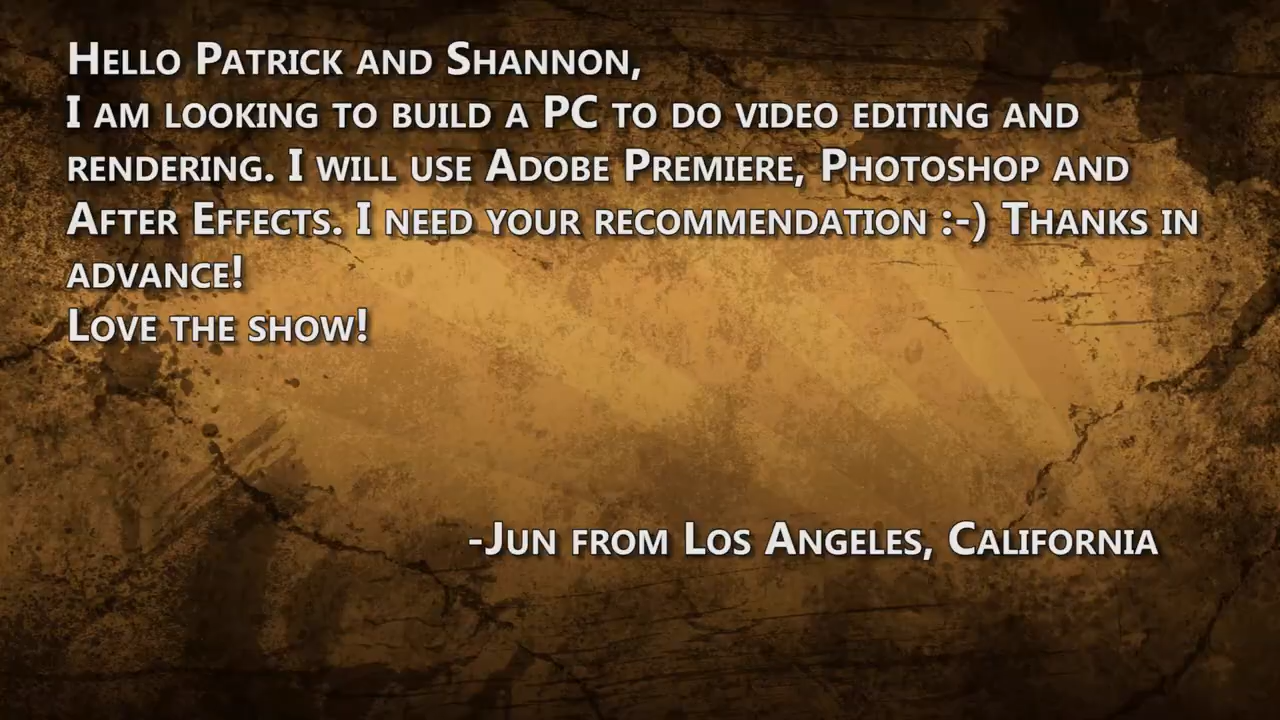 Hello Patrick and Shannon,
I am looking to build a PC to do video editing and
rendering. I will use Adobe Premiere, Photoshop and
After Effects. I need your recommendation :-) Thanks in
advance!
Love the show!
-Jun from Los Angeles, California